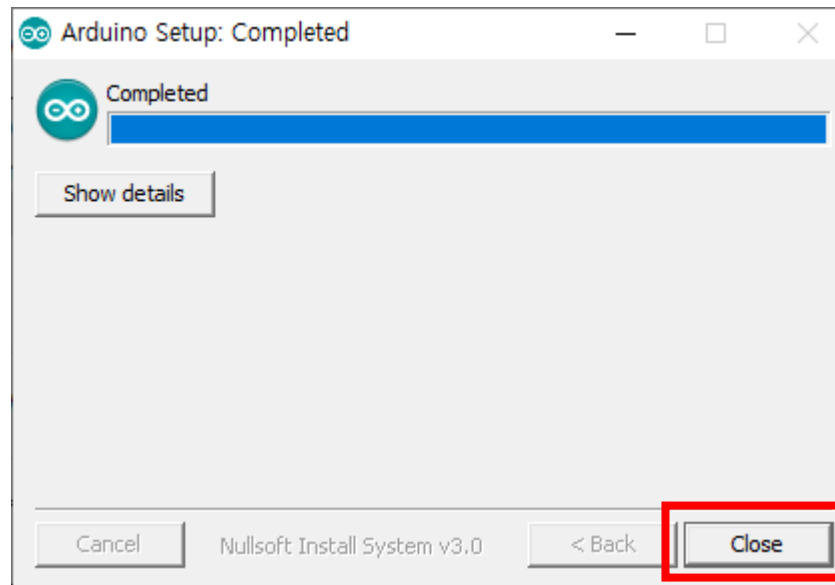 Arduino Setup: Completed
Completed
Show details
Cancel
Nullsoft Install System v3.0
< Back
Close